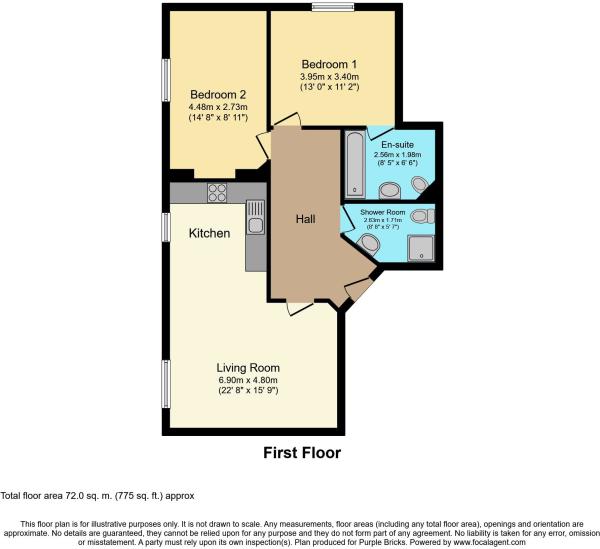 Bedroom 1
3.95m x 3.40m
(13' 0" x 11' 2")
Bedroom 2
4.48m x 2.73m
(14' 8" x 8' 11")
En-suite
2.56m x 1.98m
(8' 5" x 6' 6")
Shower Room
2.63m x 1.71m
(8' 8" x 5' 7")
Hall
Kitchen
Living Room
6.90m x 4.80m
(22' 8" x 15' 9")
First Floor
Total floor area 72.0 sq. m. (775 sq. ft.) approx
This floor plan is for illustrative purposes only. It is not drawn to scale. Any measurements, floor areas (including any total floor area), openings and orientation are
approximate. No details are guaranteed, they cannot be relied upon for any purpose and they do not form part of any agreement. No liability is taken for any error, omission
or misstatement. A party must rely upon its own inspection(s). Plan produced for Purple Bricks. Powered by www.focalagent.com